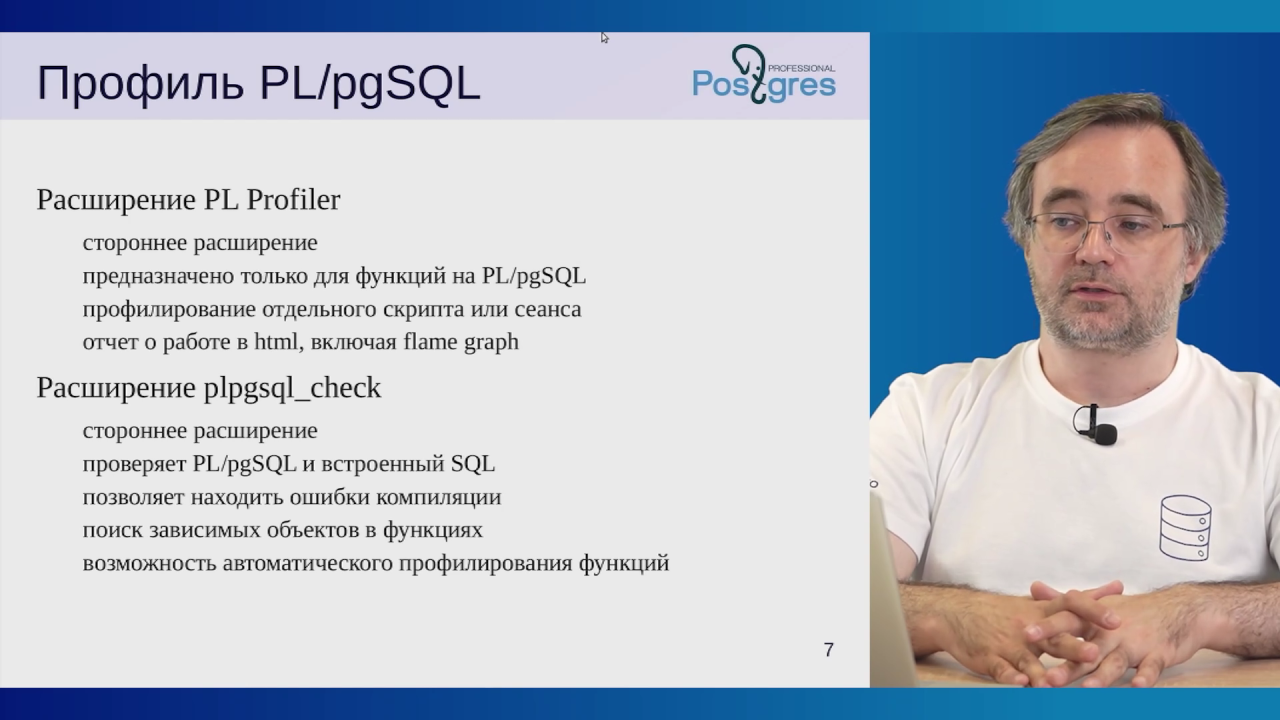 Профиль PL/pgSQL
PROFESSIONAL
Postgres
Расширение PL Profiler
стороннее расширение
предназначено только для функций на PL/pgSQL
профилирование отдельного скрипта или сеанса
отчет о работе в html, включая flame graph
Расширение plpgsql_check
стороннее расширение
проверяет PL/pgSQL и встроенный SQL
позволяет находить ошибки компиляции
поиск зависимых объектов в функциях
возможность автоматического профилирования функций
7